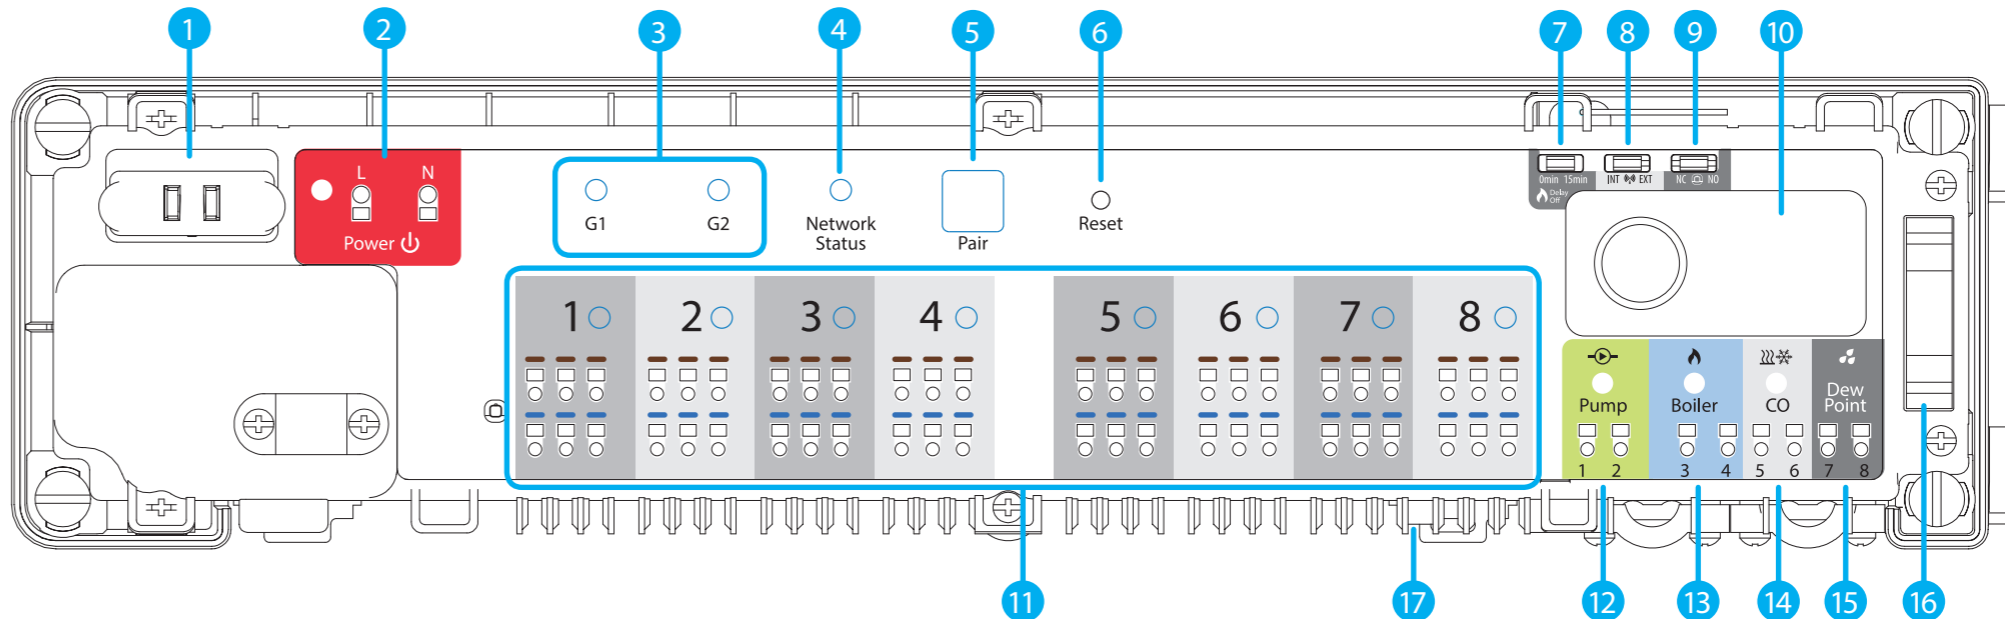 1 2 3 4 5 6 7 8 9 10
L N
Power
G1 G2
Network
Status
Pair
Reset
0min 15min
Delay
Off
INT EXT
NC NO
1 2 3 4 5 6 7 8
Pump
Boiler
CO
Dew
Point
1 2 3 4 5 6 7 8
11 17 12 13 14 15 16